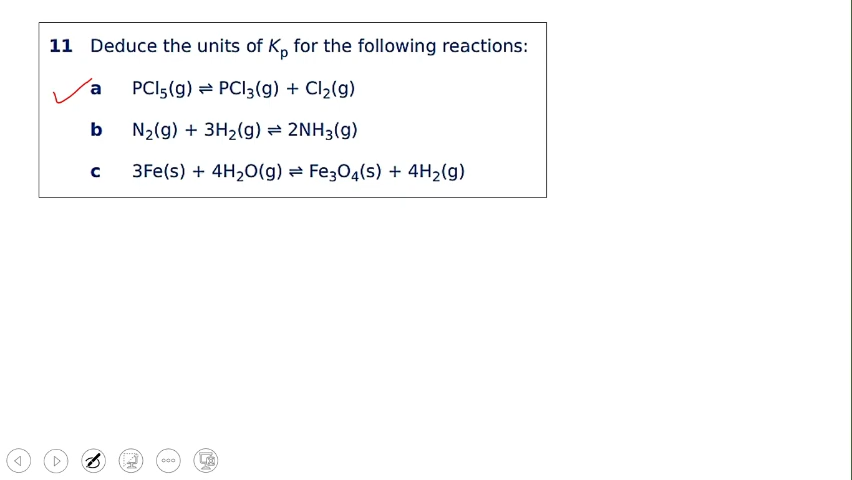 11 Deduce the units of Kₚ for the following reactions:
a PCl₅(g) ⇌ PCl₃(g) + Cl₂(g)
b N₂(g) + 3H₂(g) ⇌ 2NH₃(g)
c 3Fe(s) + 4H₂O(g) ⇌ Fe₃O₄(s) + 4H₂(g)